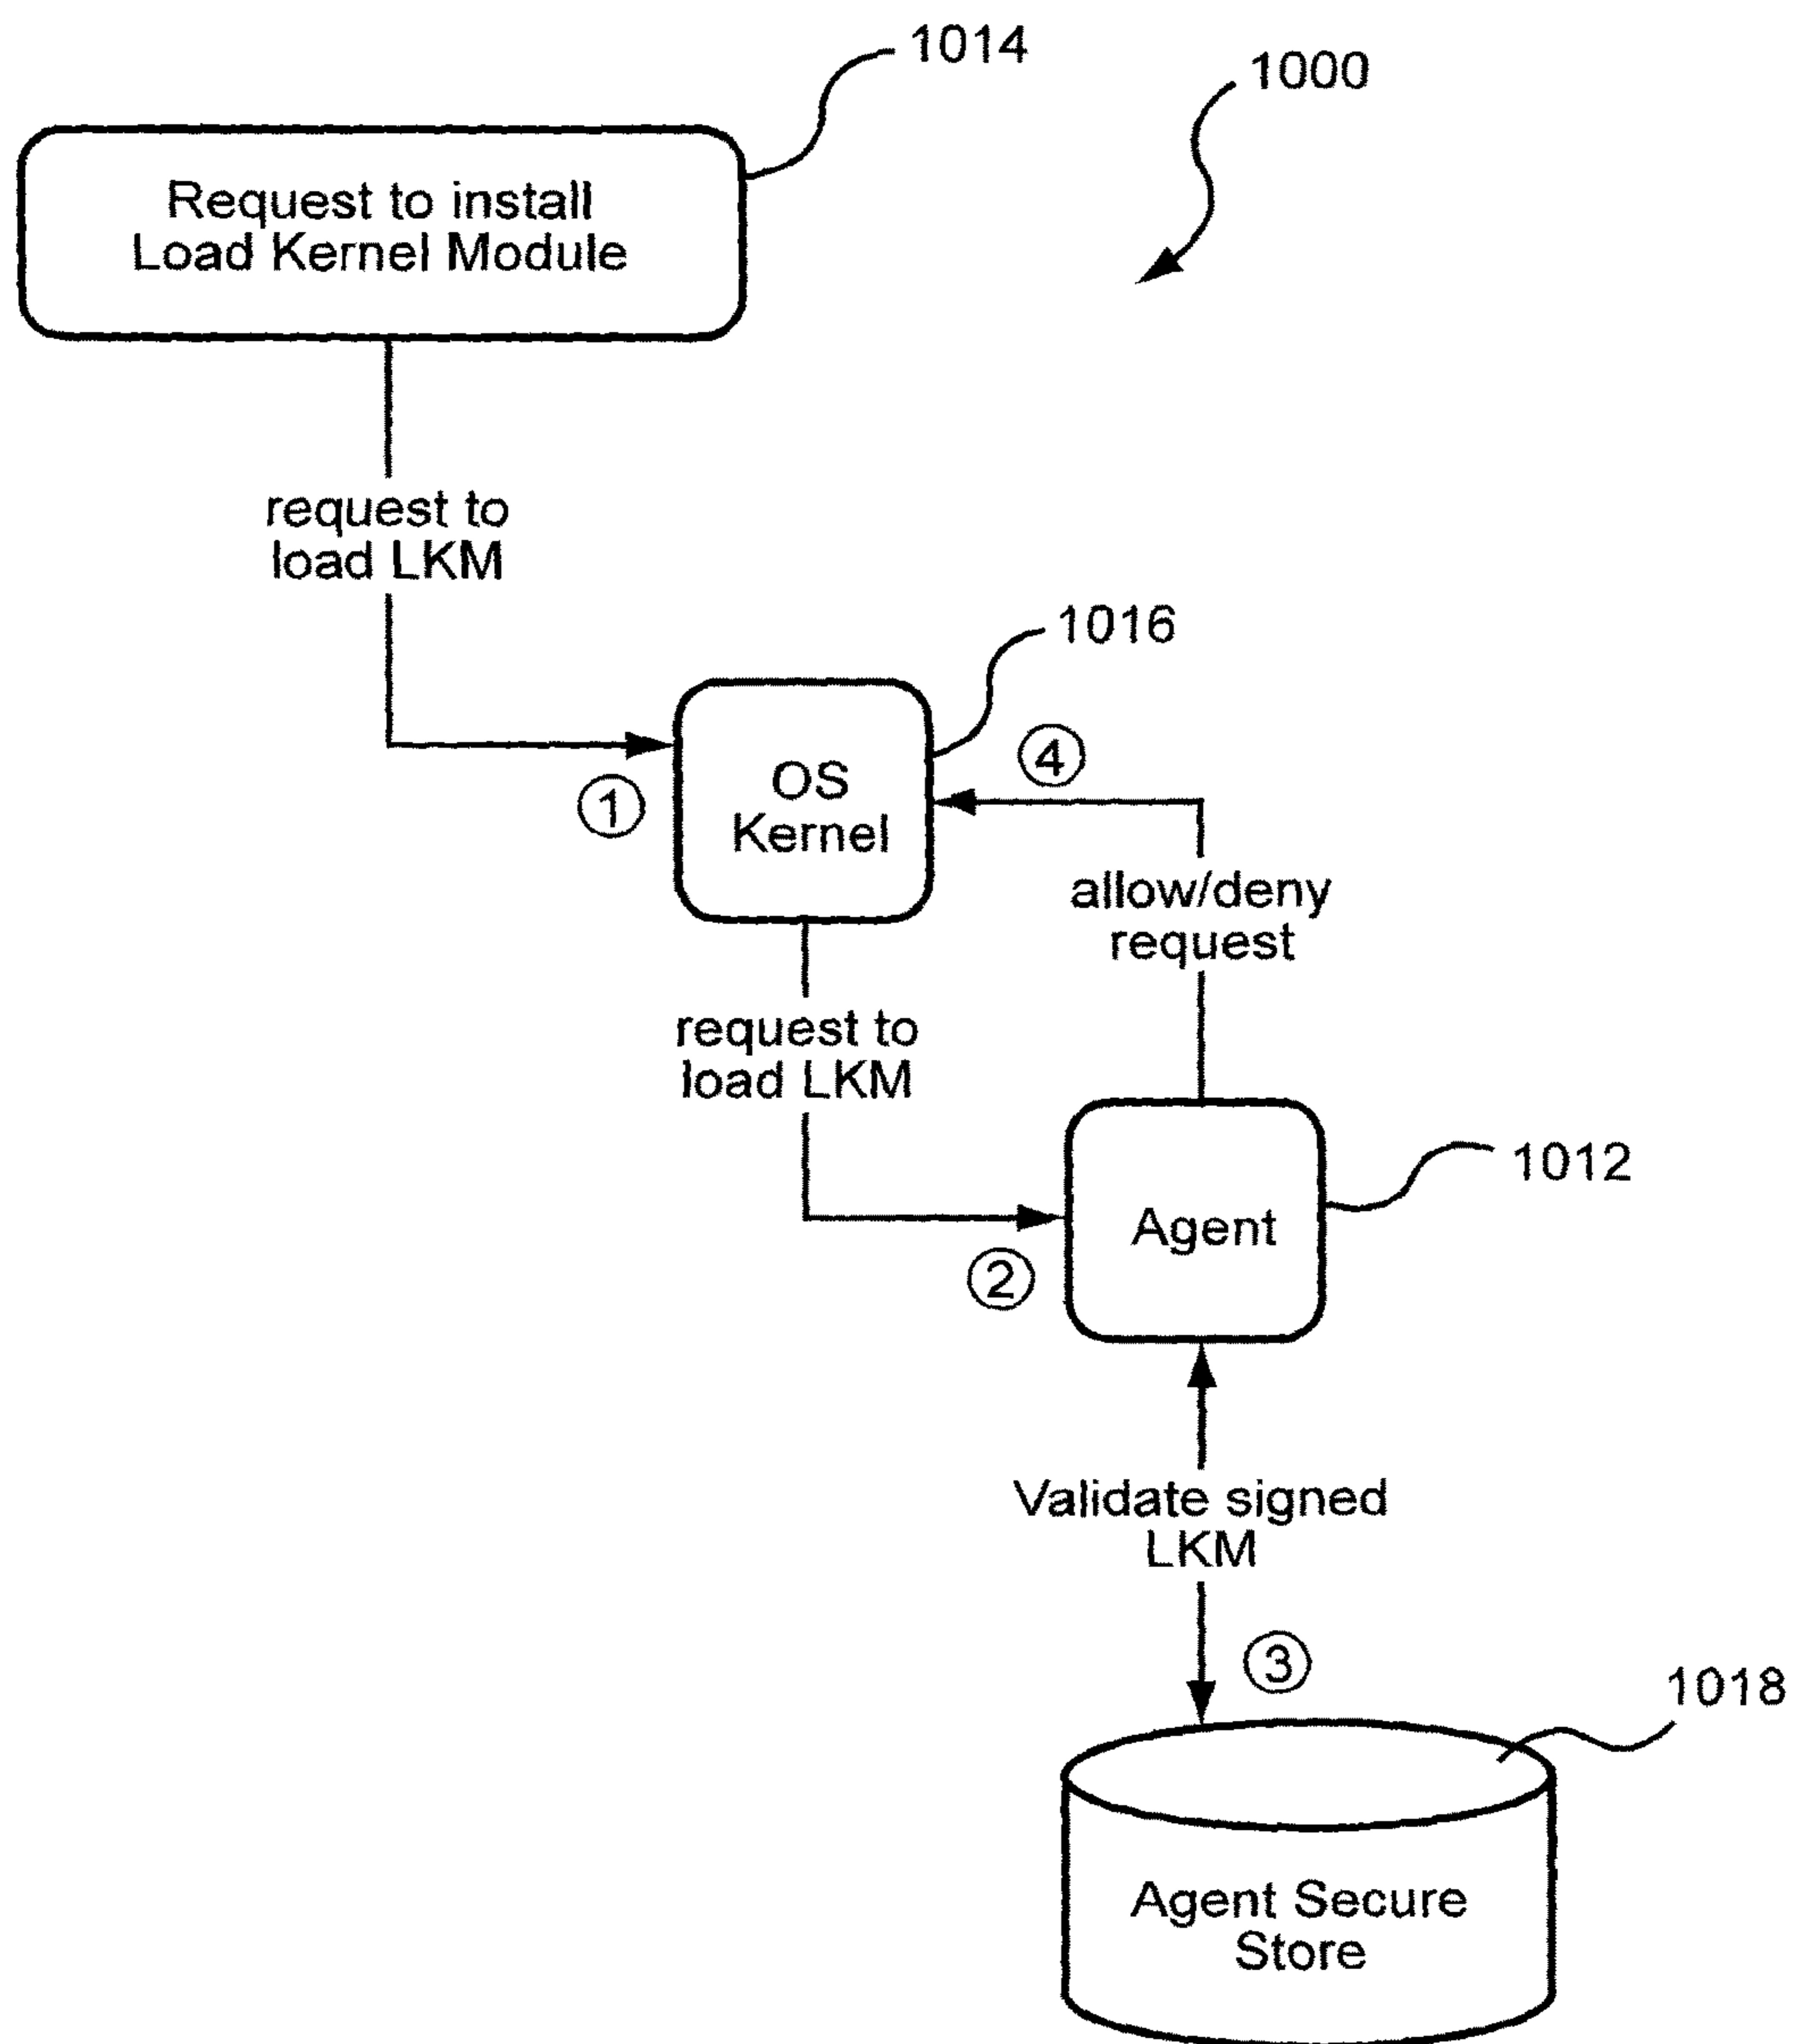 1014
1000
Request to install
Load Kernel Module
request to
load LKM
1016
④
OS
Kernel
①
allow/deny
request
request to
load LKM
1012
Agent
②
Validate signed
LKM
③
1018
Agent Secure
Store